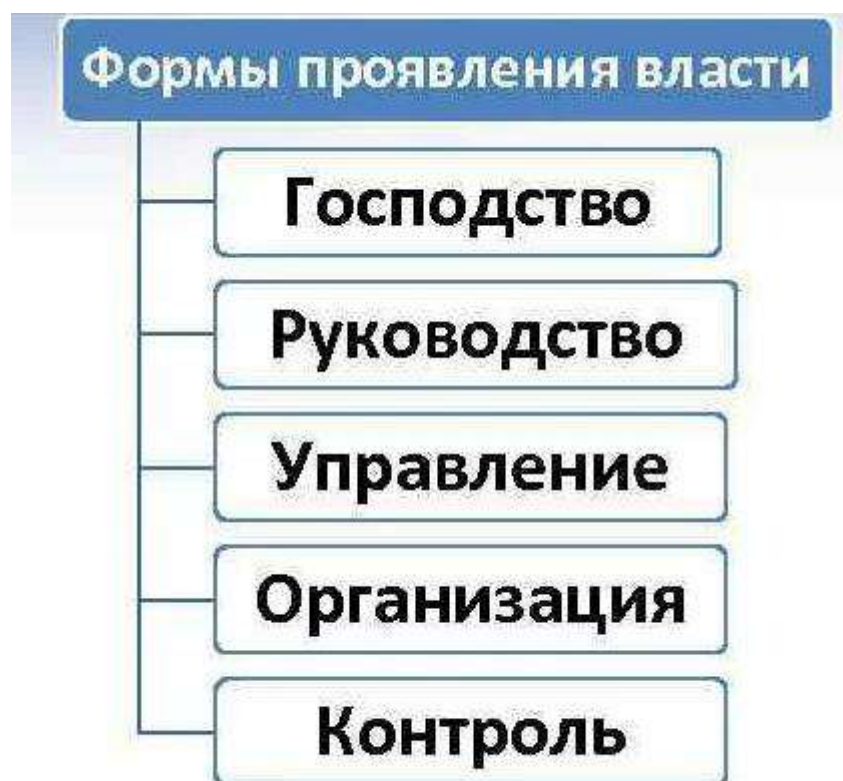 Формы проявления власти
Господство
Руководство
Управление
Организация
Контроль